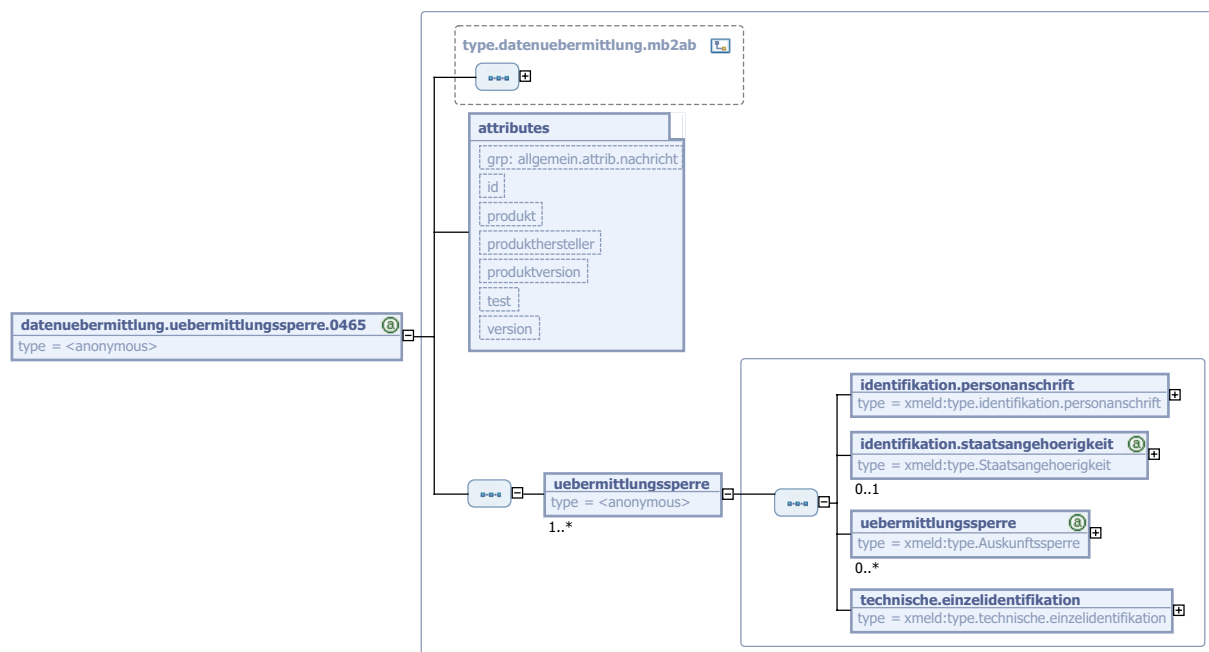 type.datenuebermittlung.mb2ab
attributes
grp: allgemein.attrib.nachricht
id
produkt
produkthersteller
produktversion
test
version
datenuebermittlung.uebermittlungssperre.0465
type = <anonymous>
uebermittlungssperre
type = <anonymous>
1..*
identifikation.personanschrift
type = xmeld:type.identifikation.personanschrift
identifikation.staatsangehoerigkeit
type = xmeld:type.Staatsangehoerigkeit
0..1
uebermittlungssperre
type = xmeld:type.Auskunftssperre
0..*
technische.einzelidentifikation
type = xmeld:type.technische.einzelidentifikation